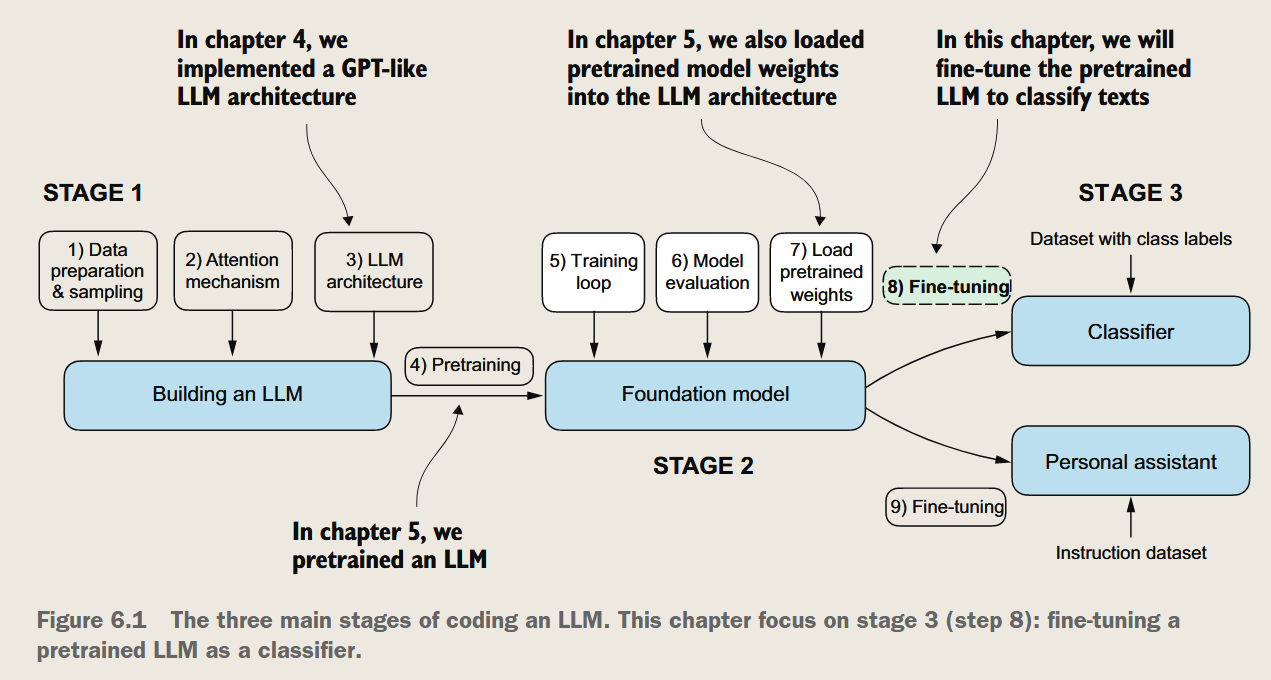 In chapter 4, we
implemented a GPT-like
LLM architecture
In chapter 5, we also loaded
pretrained model weights
into the LLM architecture
In this chapter, we will
fine-tune the pretrained
LLM to classify texts
STAGE 1
STAGE 3
1) Data
preparation
& sampling
2) Attention
mechanism
3) LLM
architecture
5) Training
loop
6) Model
evaluation
7) Load
pretrained
weights
8) Fine-tuning
Dataset with class labels
Classifier
4) Pretraining
Building an LLM
Foundation model
STAGE 2
Personal assistant
9) Fine-tuning
Instruction dataset
In chapter 5, we
pretrained an LLM
Figure 6.1 The three main stages of coding an LLM. This chapter focus on stage 3 (step 8): fine-tuning a
pretrained LLM as a classifier.